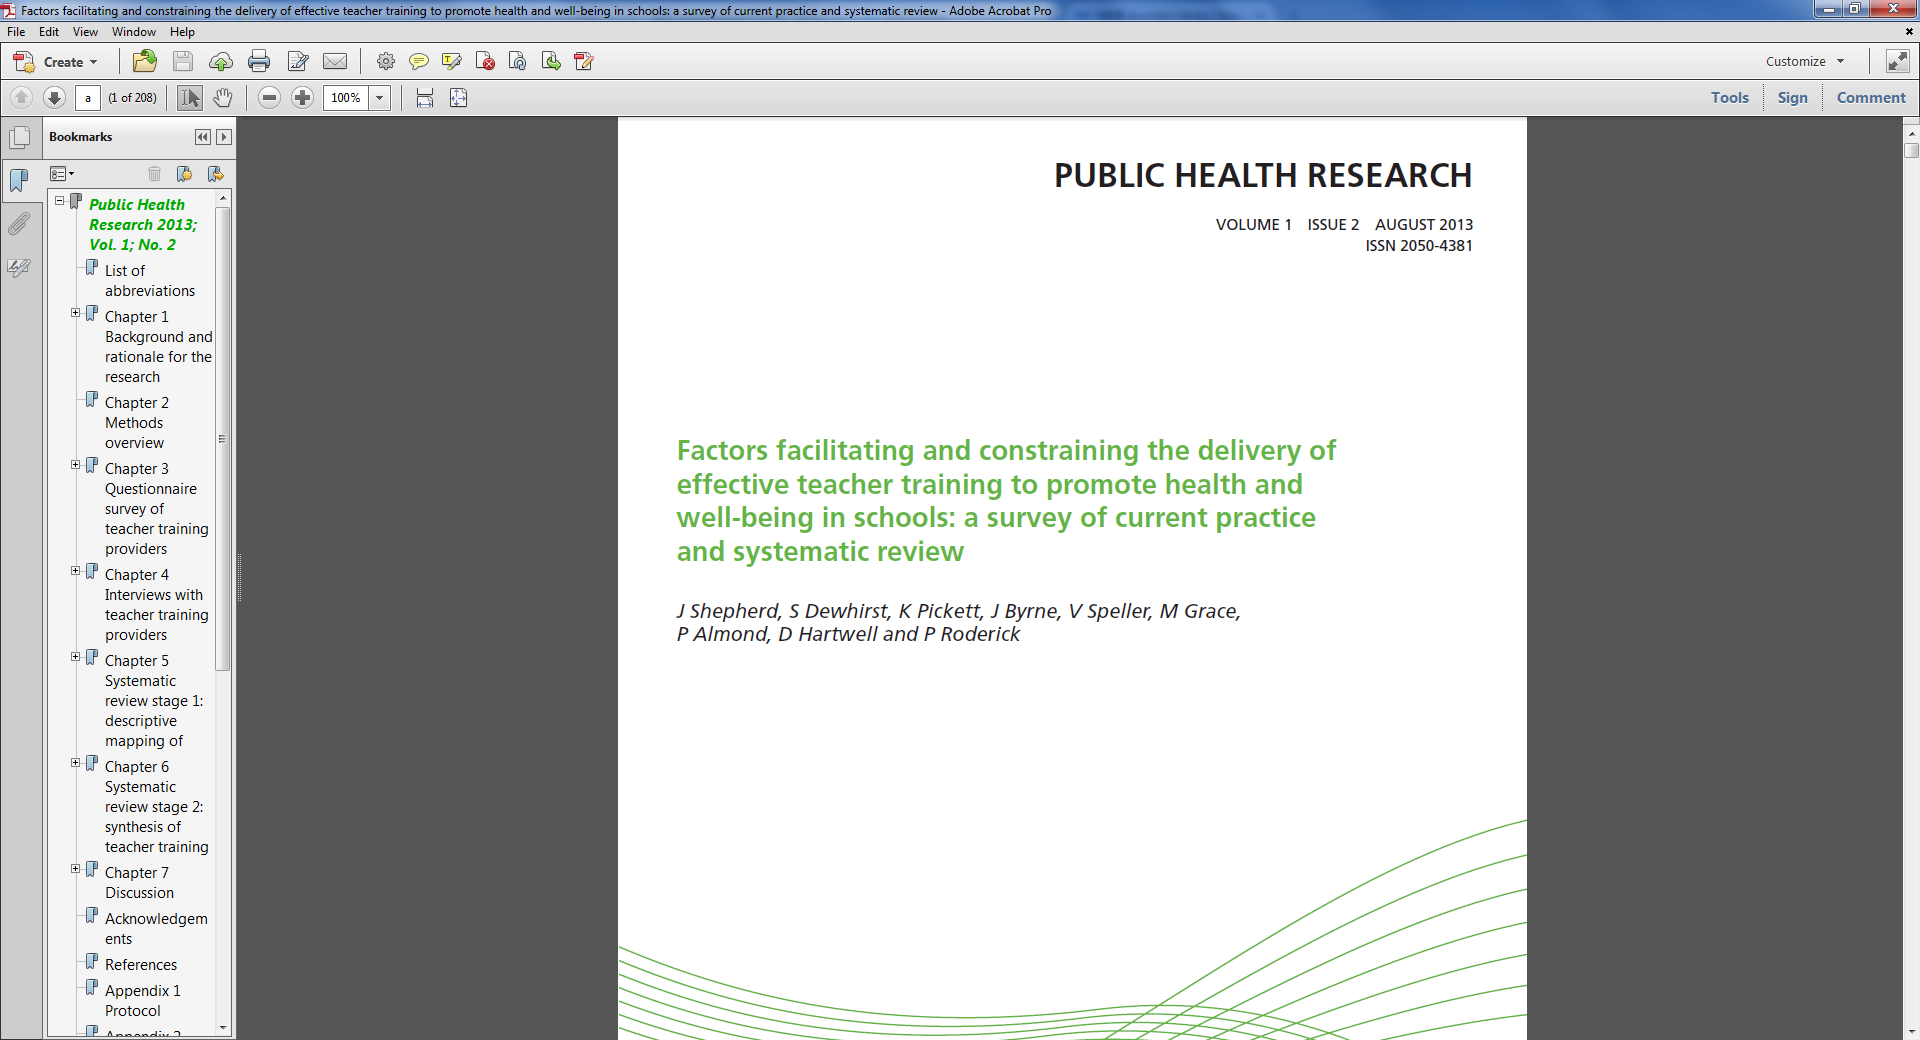 Factors facilitating and constraining the delivery of effective teacher training to promote health and well-being in schools: a survey of current practice and systematic review - Adobe Acrobat Pro
File Edit View Window Help
Create
Customize
a (1 of 208)
100%
Tools Sign Comment
Bookmarks
Public Health
Research 2013;
Vol. 1; No. 2
List of
abbreviations
Chapter 1
Background and
rationale for the
research
Chapter 2
Methods
overview
Chapter 3
Questionnaire
survey of
teacher training
providers
Chapter 4
Interviews with
teacher training
providers
Chapter 5
Systematic
review stage 1:
descriptive
mapping of
Chapter 6
Systematic
review stage 2:
synthesis of
teacher training
Chapter 7
Discussion
Acknowledgem
ents
References
Appendix 1
Protocol
Appendix 2
PUBLIC HEALTH RESEARCH
VOLUME 1 ISSUE 2 AUGUST 2013
ISSN 2050-4381
Factors facilitating and constraining the delivery of
effective teacher training to promote health and
well-being in schools: a survey of current practice
and systematic review
J Shepherd, S Dewhirst, K Pickett, J Byrne, V Speller, M Grace,
P Almond, D Hartwell and P Roderick